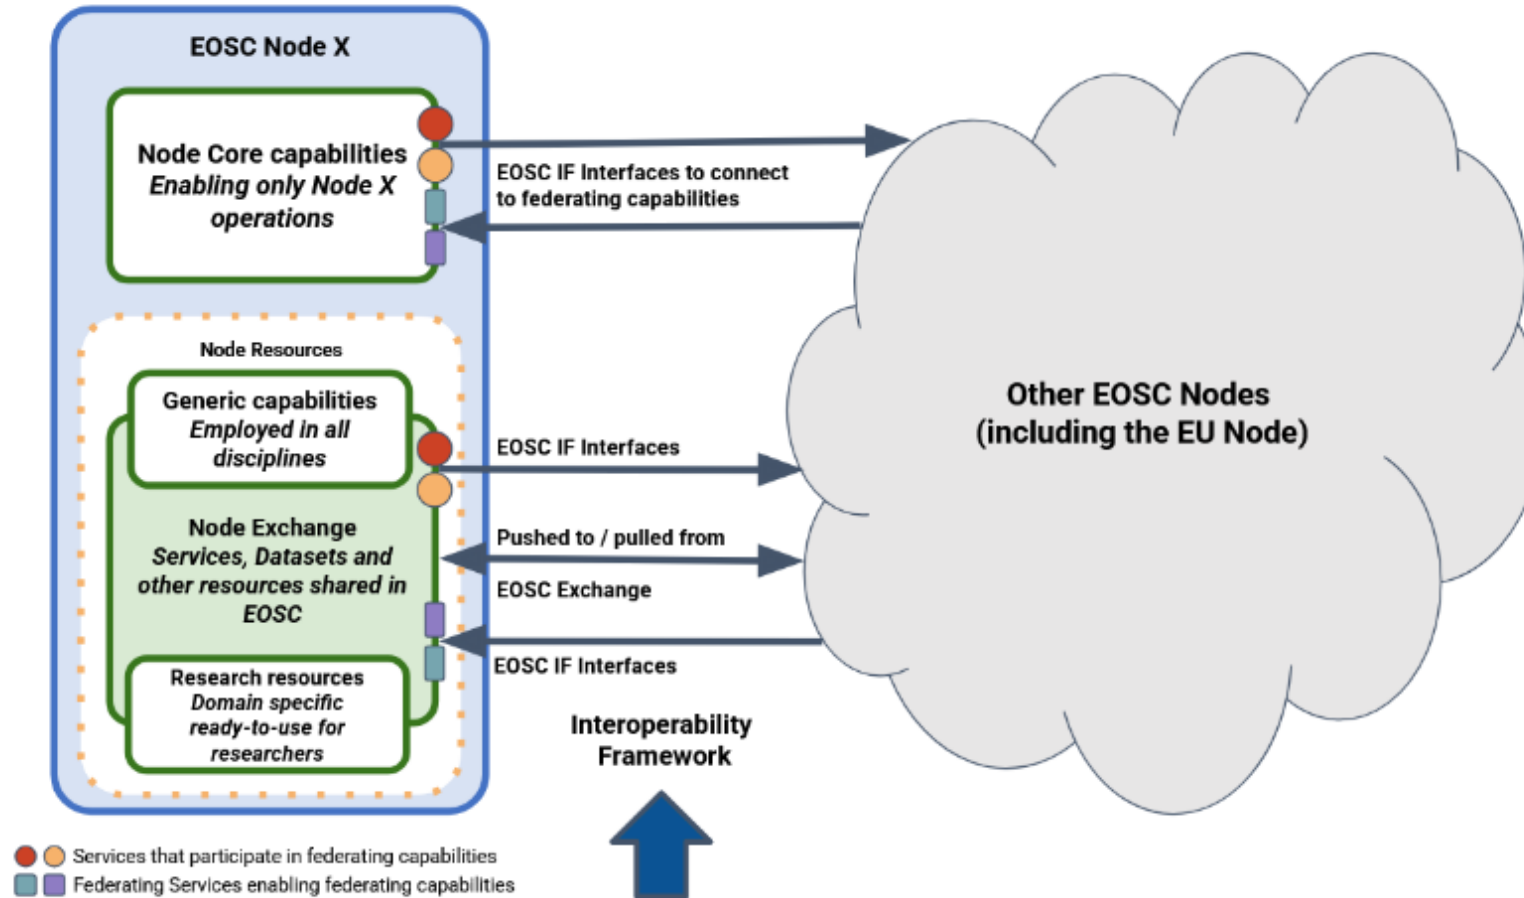 EOSC Node X
Node Core capabilities
Enabling only Node X
operations
EOSC IF Interfaces to connect
to federating capabilities
Node Resources
Generic capabilities
Employed in all
disciplines
Node Exchange
Services, Datasets and
other resources shared in
EOSC
Research resources
Domain specific
ready-to-use for
researchers
EOSC IF Interfaces
Pushed to / pulled from
EOSC Exchange
EOSC IF Interfaces
Interoperability
Framework
Other EOSC Nodes
(including the EU Node)
Services that participate in federating capabilities
Federating Services enabling federating capabilities